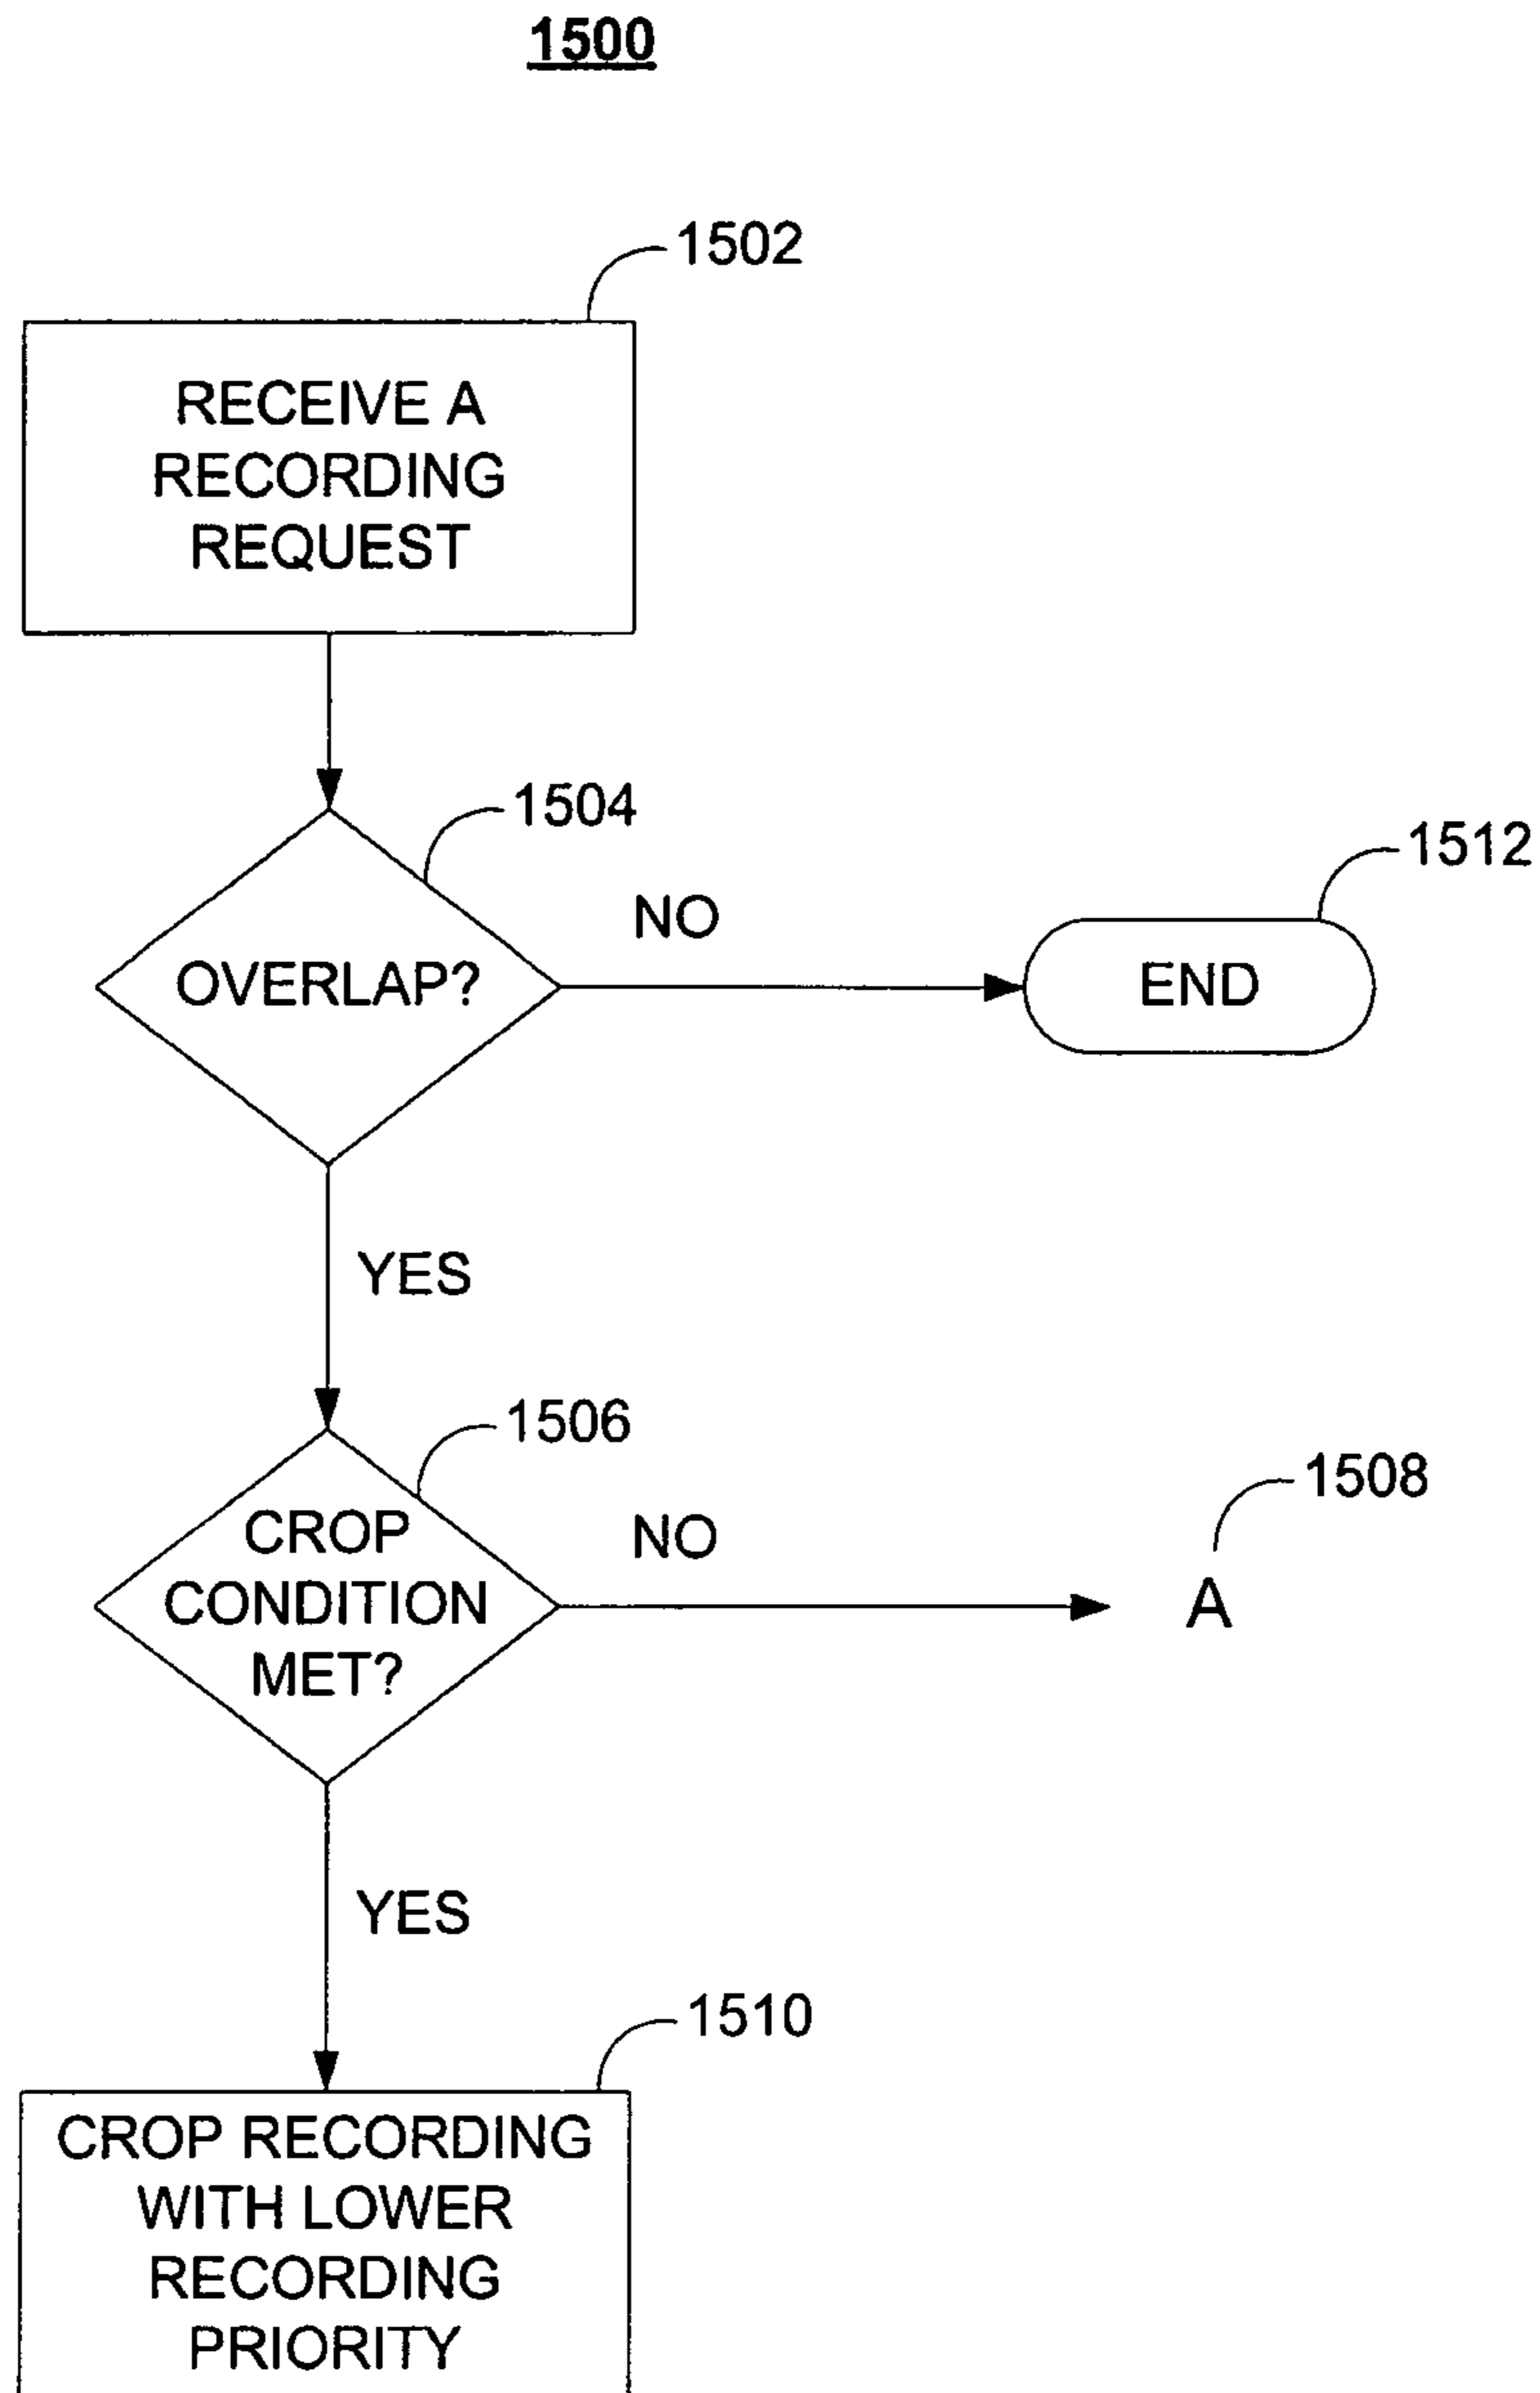 1500
1502
RECEIVE A
RECORDING
REQUEST
1504
OVERLAP?
NO
1512
END
YES
1506
CROP
CONDITION
MET?
NO
1508
A
YES
1510
CROP RECORDING
WITH LOWER
RECORDING
PRIORITY